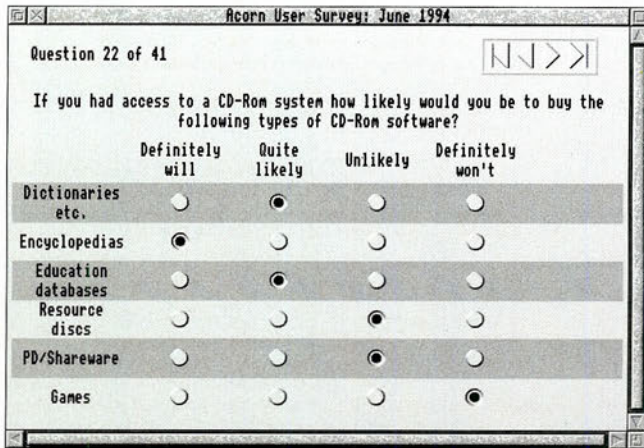 Acorn User Survey: June 1994
Question 22 of 41
If you had access to a CD-Rom system how likely would you be to buy the
following types of CD-Rom software?
Definitely will
Quite likely
Unlikely
Definitely won't
Dictionaries
etc.
Encyclopedias
Education
databases
Resource
discs
PD/Shareware
Games